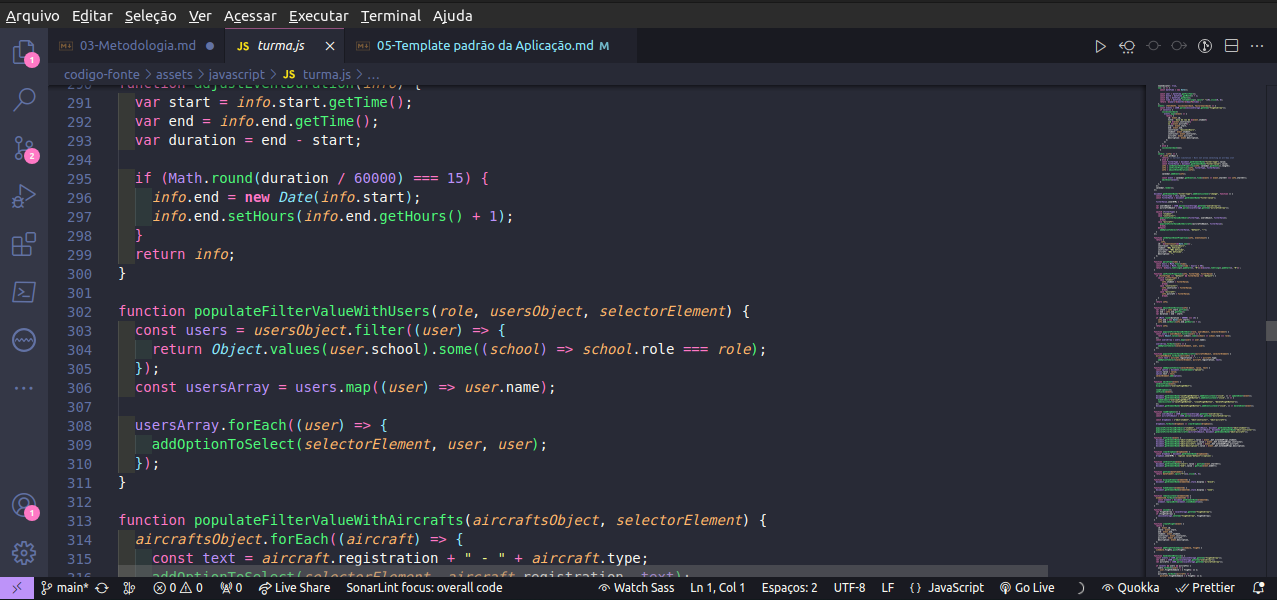 Arquivo Editar Seleção Ver Acessar Executar Terminal Ajuda
03-Metodologia.md JS turma.js 05-Template padrão da Aplicação.md M
codigo-fonte > assets > javascript > JS turma.js > ...
290 function adjustEventDuration(info) {
291 var start = info.start.getTime();
292 var end = info.end.getTime();
293 var duration = end - start;
294
295 if (Math.round(duration / 60000) === 15) {
296 info.end = new Date(info.start);
297 info.end.setHours(info.end.getHours() + 1);
298 }
299 return info;
300 }
301
302 function populateFilterValueWithUsers(role, usersObject, selectorElement) {
303 const users = usersObject.filter((user) => {
304 return Object.values(user.school).some((school) => school.role === role);
305 });
306 const usersArray = users.map((user) => user.name);
307
308 usersArray.forEach((user) => {
309 addOptionToSelect(selectorElement, user, user);
310 });
311 }
312
313 function populateFilterValueWithAircrafts(aircraftsObject, selectorElement) {
314 aircraftsObject.forEach((aircraft) => {
315 const text = aircraft.registration + " - " + aircraft.type;
316 addOptionToSelect(selectorElement, aircraft.registration, text);
1
2
1
main* 0 0 0 Live Share SonarLint focus: overall code Watch Sass Ln 1, Col 1 Espaços: 2 UTF-8 LF {} JavaScript Go Live Quokka Prettier